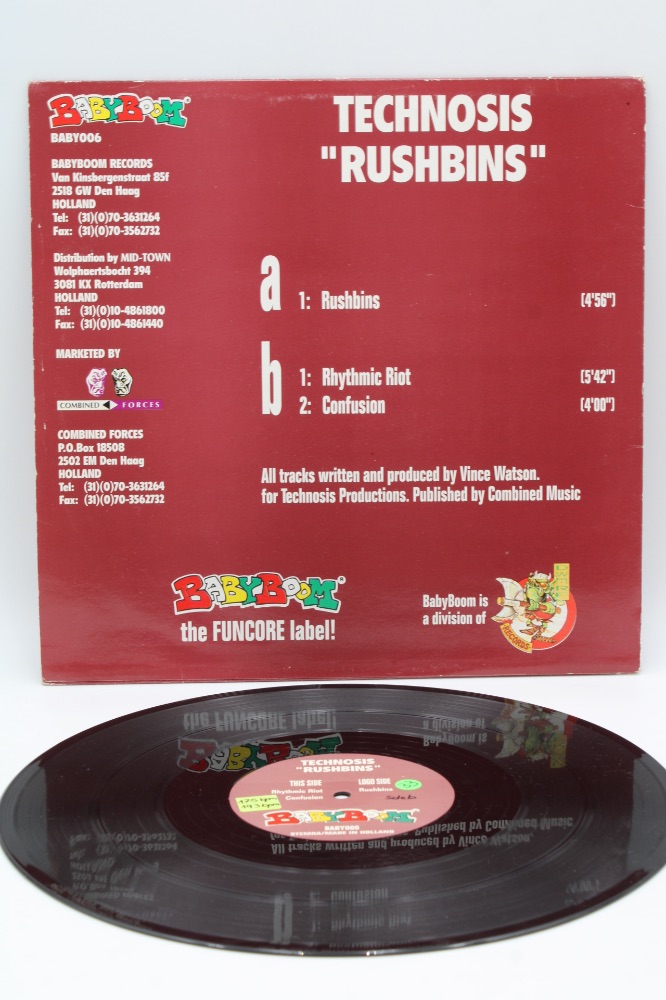 BABYBOOM
BABY006
BABYBOOM RECORDS
Van Kinsbergenstraat 85f
2518 GW Den Haag
HOLLAND
Tel: (31)(0)70-3631264
Fax: (31)(0)70-3562732
Distribution by MID-TOWN
Wolphaertsbocht 394
3081 KX Rotterdam
HOLLAND
Tel: (31)(0)10-4861800
Fax: (31)(0)10-4861440
MARKETED BY
COMBINED FORCES
COMBINED FORCES
P.O.Box 18508
2502 EM Den Haag
HOLLAND
Tel: (31)(0)70-3631264
Fax: (31)(0)70-3562732
TECHNOSIS
"RUSHBINS"
a
1: Rushbins (4'56")
b
1: Rhythmic Riot (5'42")
2: Confusion (4'00")
All tracks written and produced by Vince Watson.
for Technosis Productions. Published by Combined Music
BABYBOOM
the FUNCORE label!
BabyBoom is
a division of
RECORDS
TECHNOSIS
"RUSHBINS"
THIS SIDE LOGO SIDE
Rhythmic Riot Rushbins
Confusion
Side b
BABYBOOM
BABY006
STEMRA/MADE IN HOLLAND